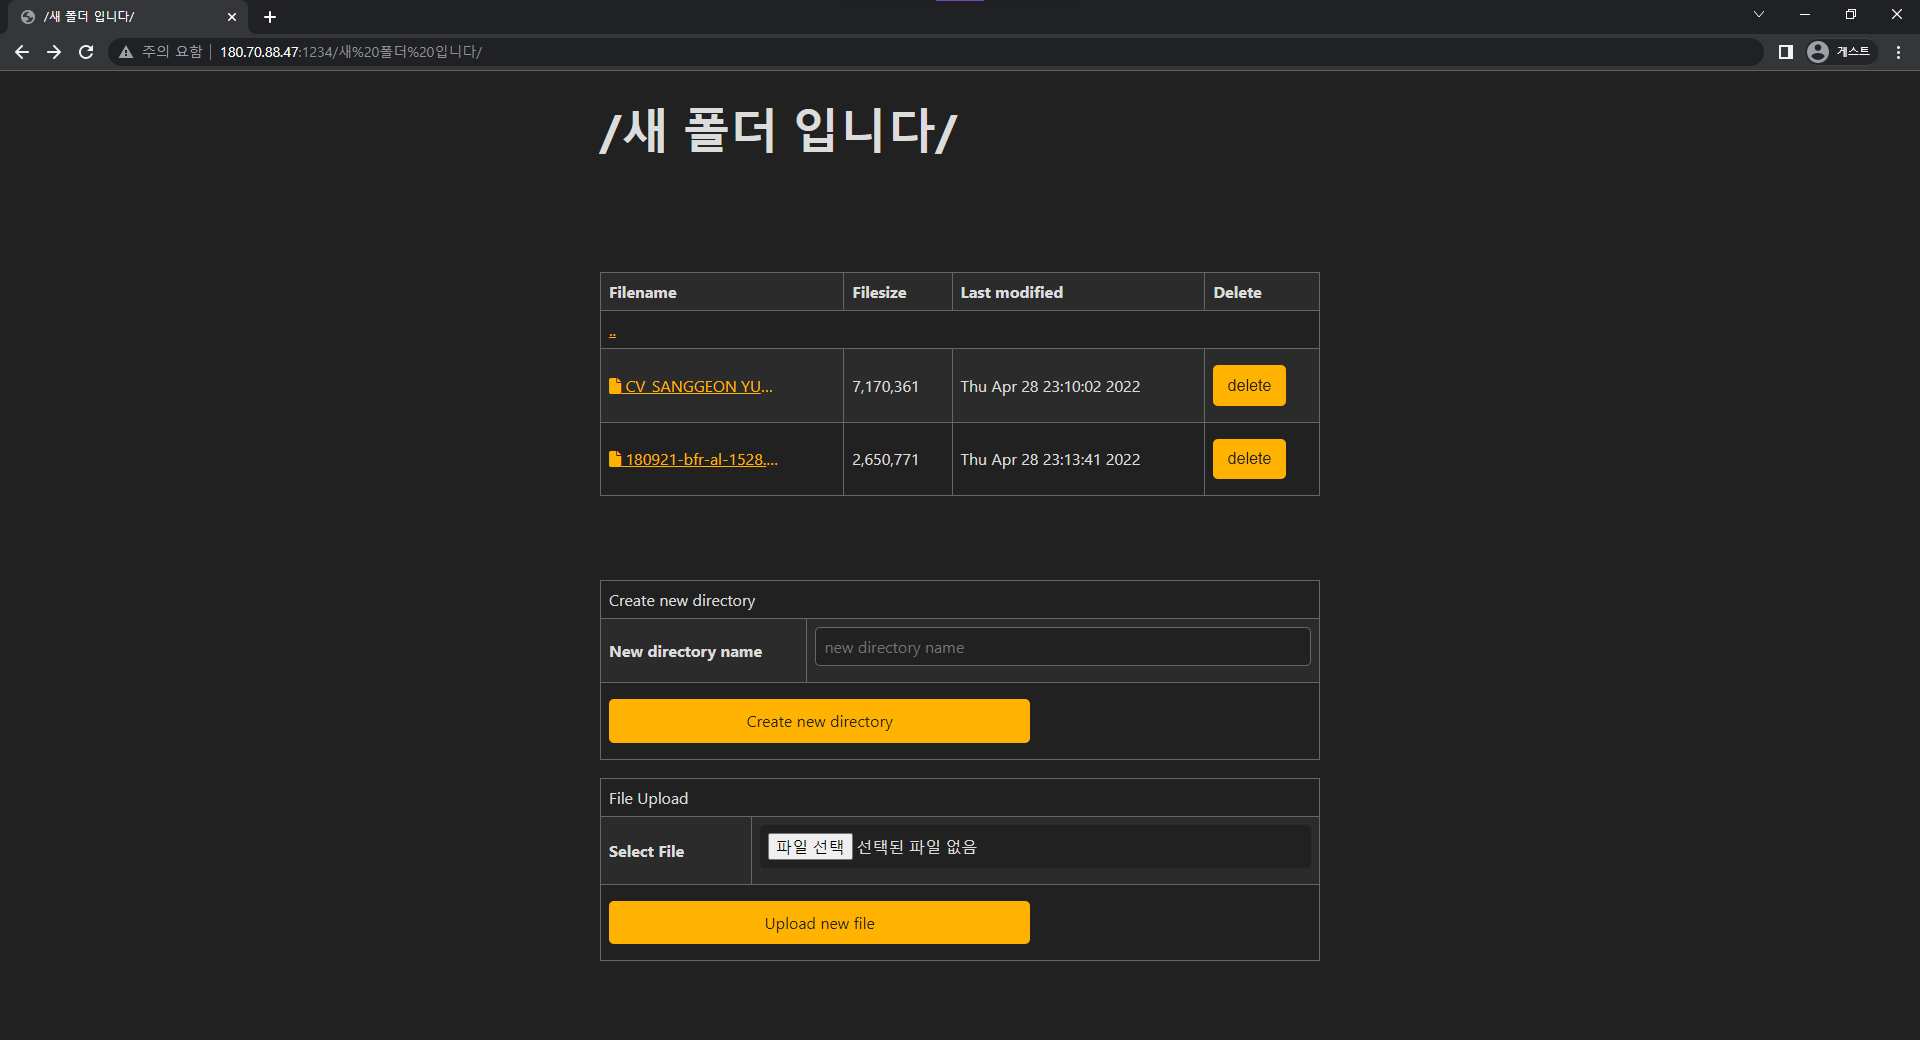 /새 폴더 입니다/
주의 요함 180.70.88.47:1234/새%20폴더%20입니다/ 게스트
/새 폴더 입니다/
Filename Filesize Last modified Delete
..
CV_SANGGEON YU... 7,170,361 Thu Apr 28 23:10:02 2022 delete
180921-bfr-al-1528.... 2,650,771 Thu Apr 28 23:13:41 2022 delete
Create new directory
New directory name new directory name
Create new directory
File Upload
Select File 파일 선택 선택된 파일 없음
Upload new file